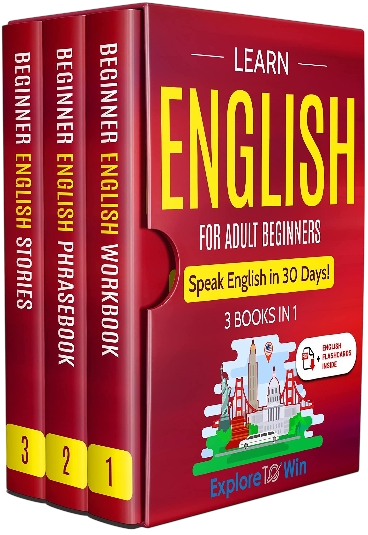 BEGINNER ENGLISH STORIES
3
BEGINNER ENGLISH PHRASEBOOK
2
BEGINNER ENGLISH WORKBOOK
1
LEARN
ENGLISH
FOR ADULT BEGINNERS
Speak English in 30 Days!
3 BOOKS IN 1
+ ENGLISH
FLASHCARDS
INSIDE
Explore To Win